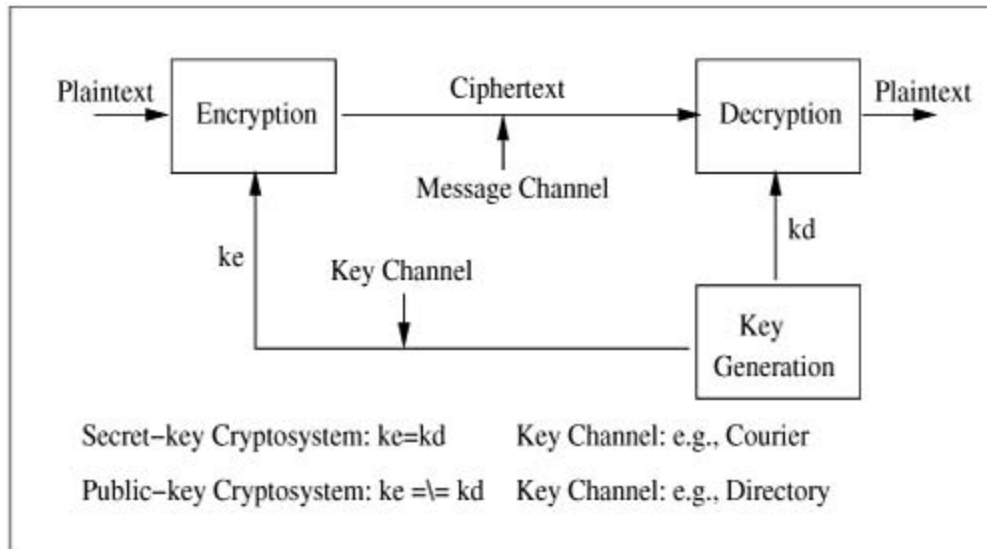 Plaintext
Encryption
Ciphertext
Decryption
Plaintext
Message Channel
ke
Key Channel
kd
Key
Generation
Secret-key Cryptosystem: ke=kd Key Channel: e.g., Courier
Public-key Cryptosystem: ke =\= kd Key Channel: e.g., Directory